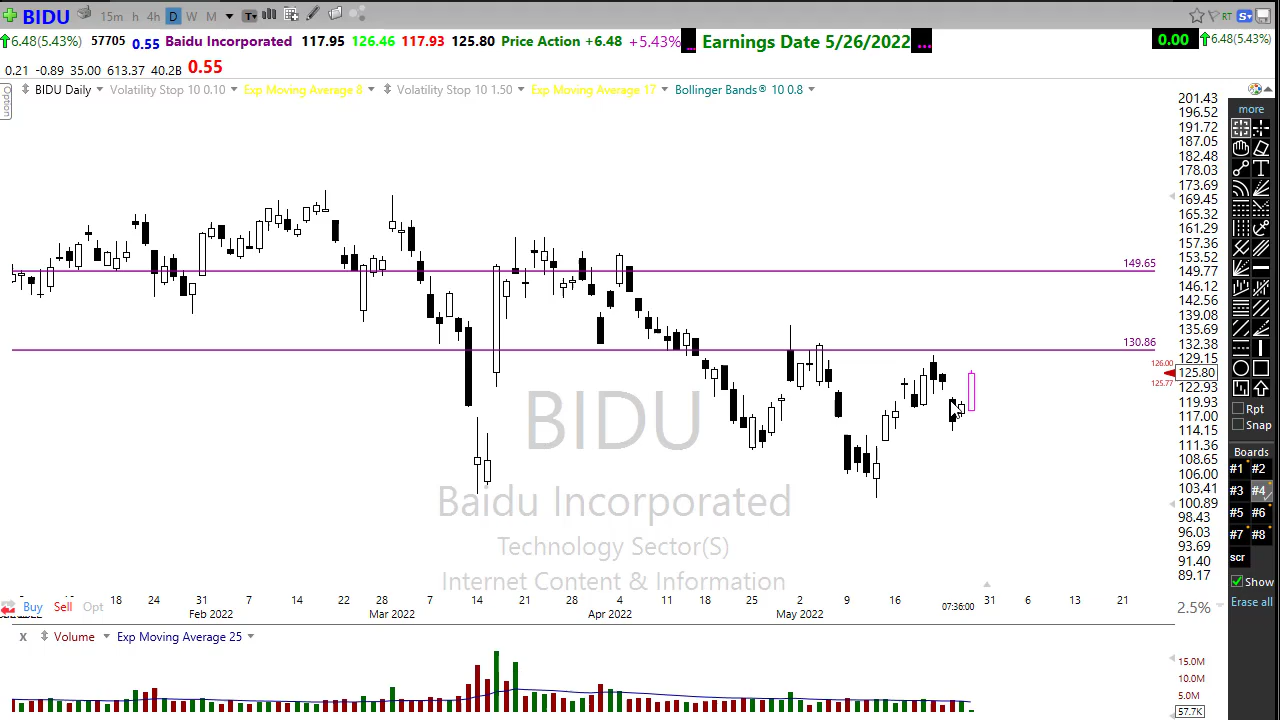 BIDU 15m h 4h D W M T
6.48(5.43%) 57705 0.55 Baidu Incorporated 117.95 126.46 117.93 125.80 Price Action +6.48 +5.43% ... Earnings Date 5/26/2022 ... 0.00 6.48(5.43%)
RT S
0.21 -0.89 35.00 613.37 40.2B 0.55
Option
BIDU Daily Volatility Stop 10 0.10 Exp Moving Average 8 Volatility Stop 10 1.50 Exp Moving Average 17 Bollinger Bands® 10 0.8
201.43
196.52
191.72
187.05
182.48
178.03
173.69
169.45
165.32
161.29
157.36
153.52
149.77
146.12
142.56
139.08
135.69
132.38
129.15
125.80
122.93
119.93
117.00
114.15
111.36
108.65
106.00
103.41
100.89
98.43
96.03
93.69
91.40
89.17
149.65
130.86
126.00
125.77
more
Rpt
Snap
Boards
#1 #2
#3 #4
#5 #6
#7 #8
scr
Show
Erase all
BIDU
Baidu Incorporated
Technology Sector(S)
Internet Content & Information
18 24 31 7 14 22 28 7 14 21 28 4 11 18 25 2 9 16 07:36:00 31 6 13 21
Feb 2022 Mar 2022 Apr 2022 May 2022
Buy Sell Opt
2.5%
X Volume Exp Moving Average 25
15.0M
10.0M
5.0M
57.7K